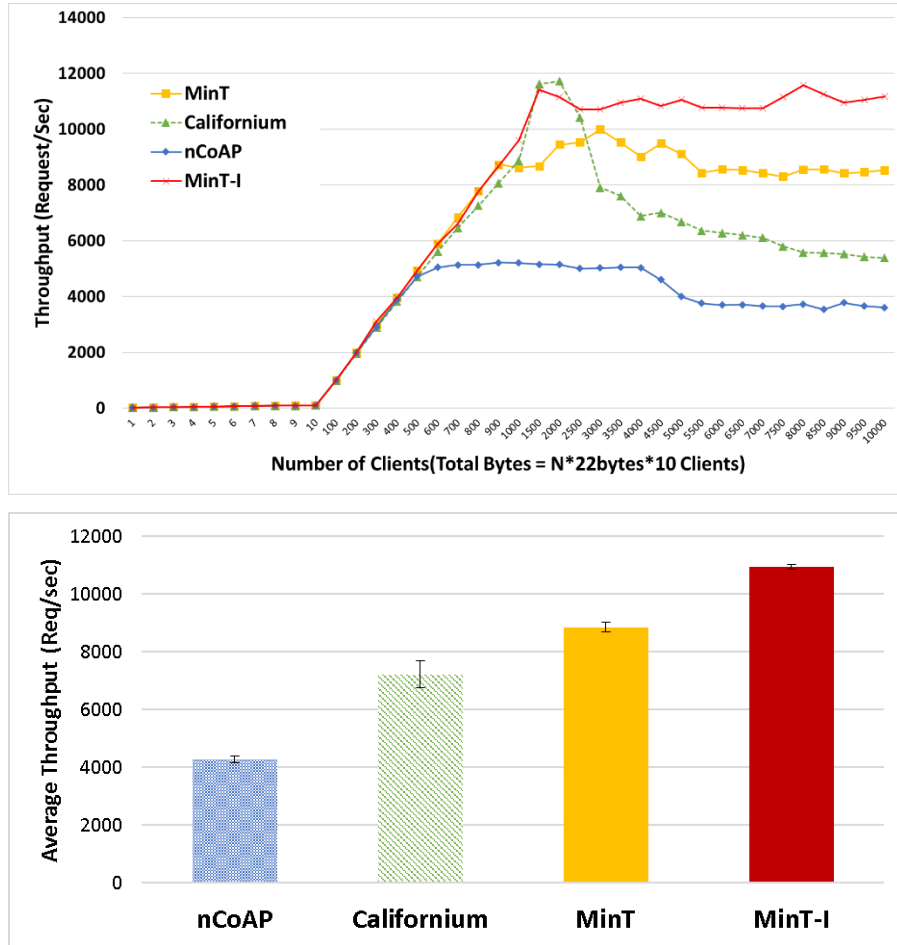 14000
12000
10000
8000
6000
4000
2000
0
Throughput (Request/Sec)
MinT
Californium
nCoAP
MinT-I
1 2 3 4 5 6 7 8 9 10 100 200 300 400 500 600 700 800 900 1000 1500 2000 2500 3000 3500 4000 4500 5000 5500 6000 6500 7000 7500 8000 8500 9000 9500 10000
Number of Clients(Total Bytes = N*22bytes*10 Clients)
12000
10000
8000
6000
4000
2000
0
Average Throughput (Req/sec)
nCoAP Californium MinT MinT-I